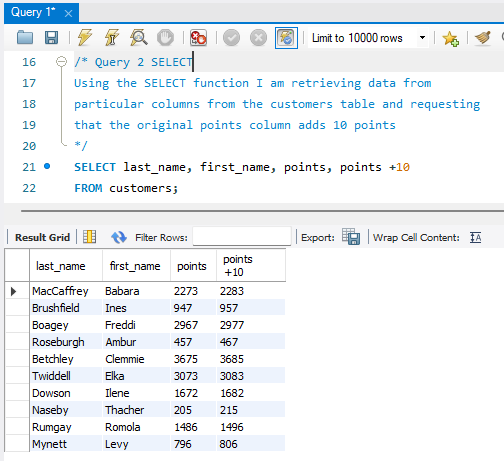 Query 1*
Limit to 10000 rows
16 /* Query 2 SELECT
17 Using the SELECT function I am retrieving data from
18 particular columns from the customers table and requesting
19 that the original points column adds 10 points
20 */
21 SELECT last_name, first_name, points, points +10
22 FROM customers;
Result Grid Filter Rows: Export: Wrap Cell Content:
last_name first_name points points +10
MacCaffrey Babara 2273 2283
Brushfield Ines 947 957
Boagey Freddi 2967 2977
Roseburgh Ambur 457 467
Betchley Clemmie 3675 3685
Twiddell Elka 3073 3083
Dowson Ilene 1672 1682
Naseby Thacher 205 215
Rumgay Romola 1486 1496
Mynett Levy 796 806